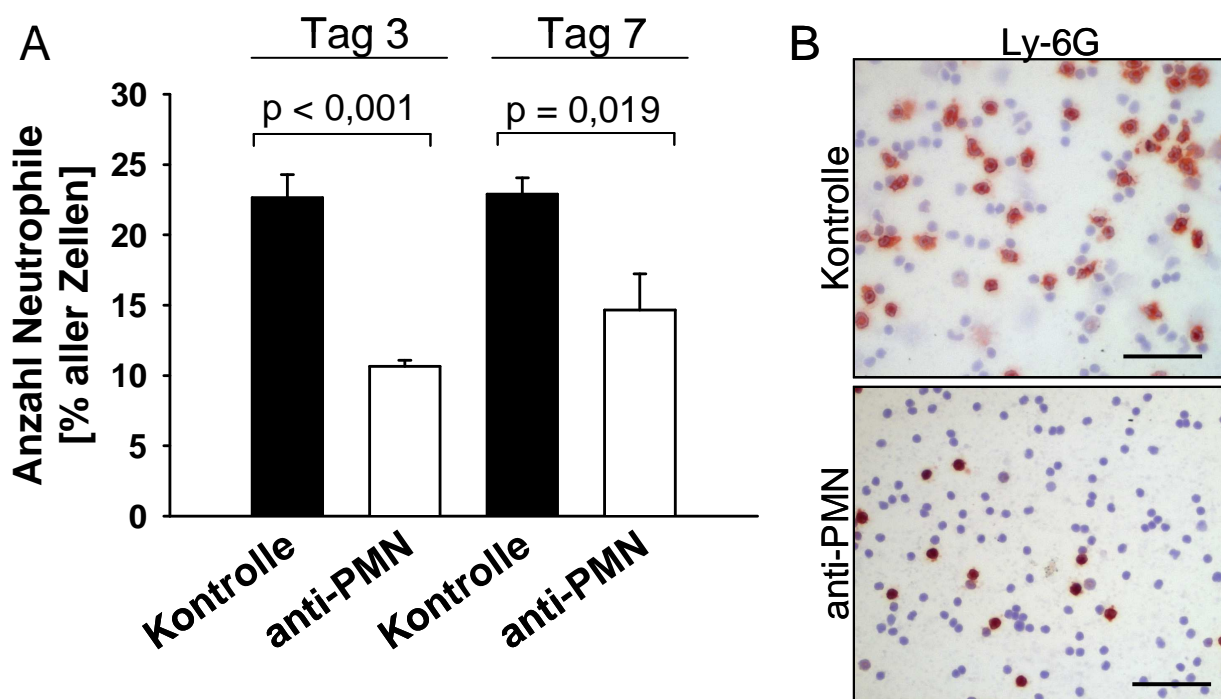 A
Tag 3
Tag 7
p < 0,001
p = 0,019
Anzahl Neutrophile
[% aller Zellen]
30
25
20
15
10
5
0
Kontrolle
anti-PMN
Kontrolle
anti-PMN
B
Ly-6G
Kontrolle
anti-PMN